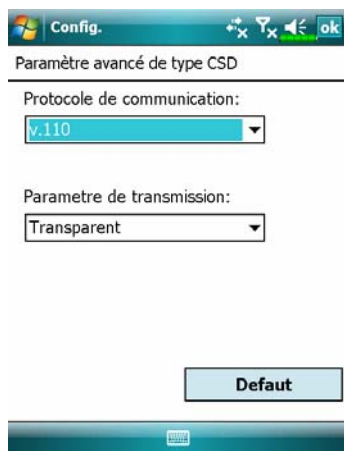 Config.
ok
Paramètre avancé de type CSD
Protocole de communication:
v.110
Parametre de transmission:
Transparent
Defaut